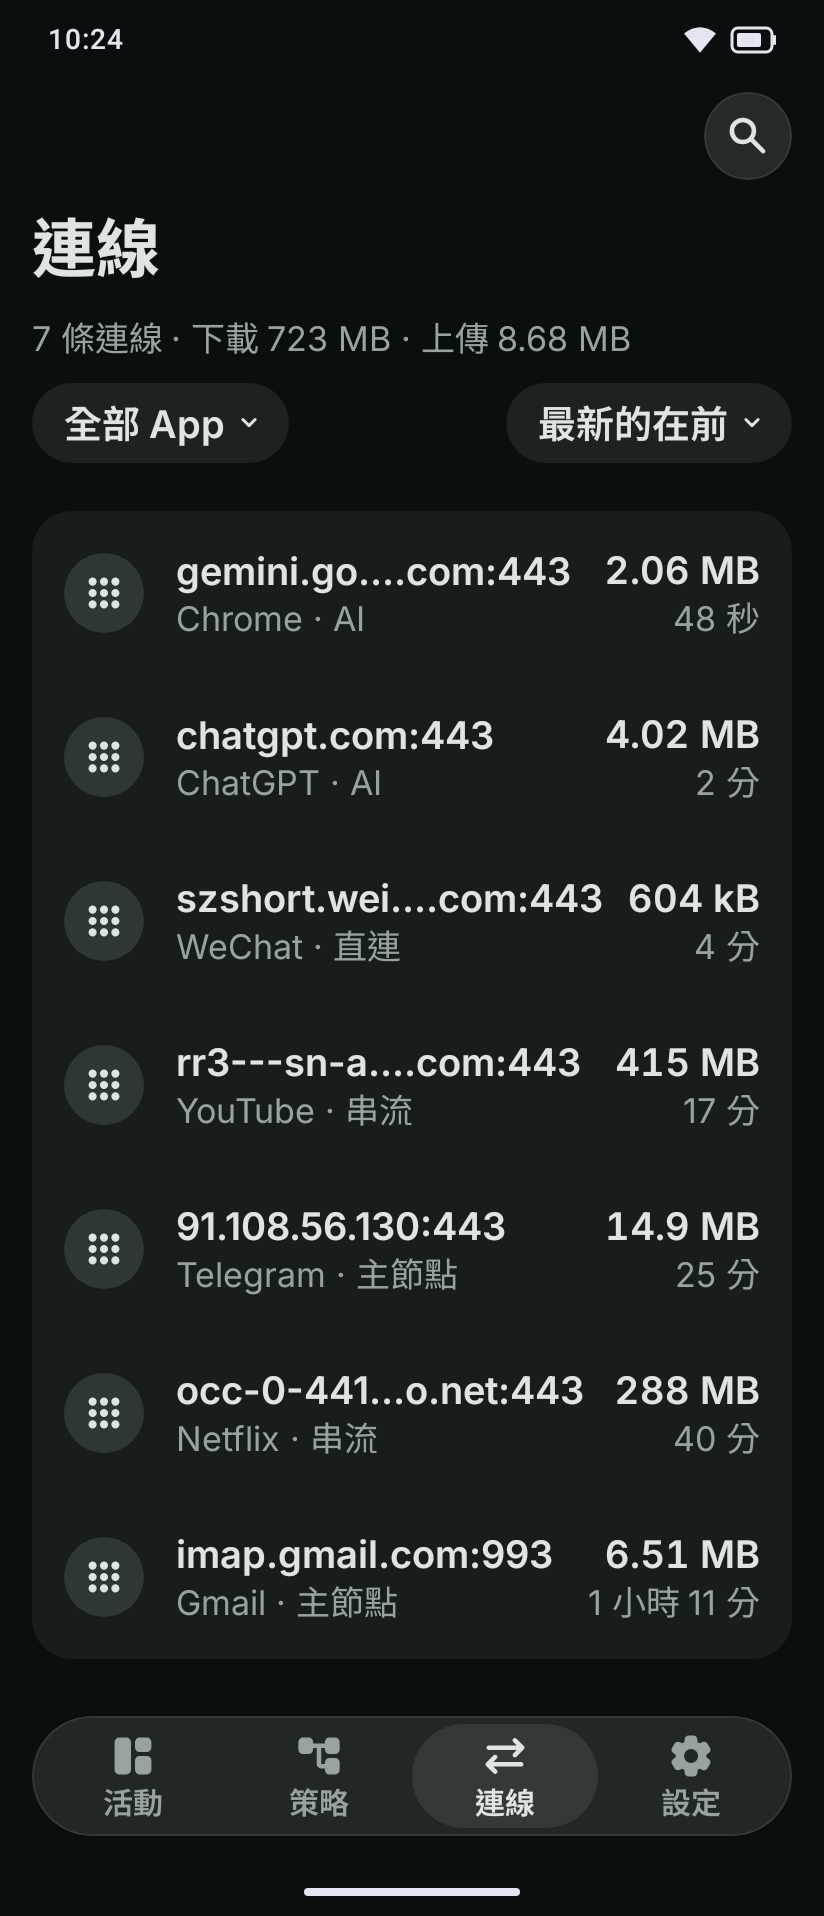 10:24
連線
7 條連線 · 下載 723 MB · 上傳 8.68 MB
全部 App
最新的在前
gemini.go....com:443 2.06 MB
Chrome · AI 48 秒
chatgpt.com:443 4.02 MB
ChatGPT · AI 2 分
szshort.wei....com:443 604 kB
WeChat · 直連 4 分
rr3---sn-a....com:443 415 MB
YouTube · 串流 17 分
91.108.56.130:443 14.9 MB
Telegram · 主節點 25 分
occ-0-441...o.net:443 288 MB
Netflix · 串流 40 分
imap.gmail.com:993 6.51 MB
Gmail · 主節點 1 小時 11 分
活動 策略 連線 設定